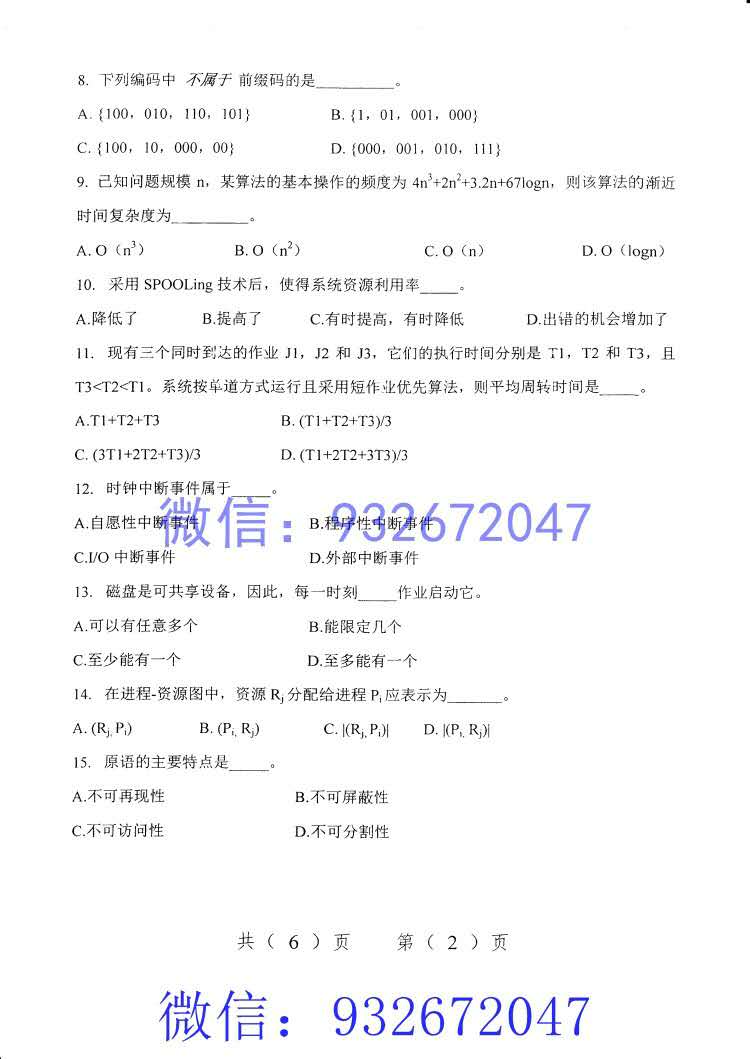 8. 下列编码中 不属于 前缀码的是__________。
A. {100，010，110，101} B. {1，01，001，000}
C. {100，10，000，00} D. {000，001，010，111}
9. 已知问题规模 n，某算法的基本操作的频度为 4n³+2n²+3.2n+67logn，则该算法的渐近
时间复杂度为__________。
A. O（n³） B. O（n²） C. O（n） D. O（logn）
10. 采用 SPOOLing 技术后，使得系统资源利用率_____。
A.降低了 B.提高了 C.有时提高，有时降低 D.出错的机会增加了
11. 现有三个同时到达的作业 J1，J2 和 J3，它们的执行时间分别是 T1，T2 和 T3，且
T3<T2<T1。系统按单道方式运行且采用短作业优先算法，则平均周转时间是_____。
A.T1+T2+T3 B. (T1+T2+T3)/3
C. (3T1+2T2+T3)/3 D. (T1+2T2+3T3)/3
12. 时钟中断事件属于_____。
A.自愿性中断事件 B.程序性中断事件
微信：932672047
C.I/O 中断事件 D.外部中断事件
13. 磁盘是可共享设备，因此，每一时刻_____作业启动它。
A.可以有任意多个 B.能限定几个
C.至少能有一个 D.至多能有一个
14. 在进程-资源图中，资源 Rj 分配给进程 Pi 应表示为_______。
A. (Rj, Pi) B. (Pi, Rj) C. |(Rj, Pi)| D. |(Pi, Rj)|
15. 原语的主要特点是_____。
A.不可再现性 B.不可屏蔽性
C.不可访问性 D.不可分割性
共（ 6 ）页 第（ 2 ）页
微信：932672047